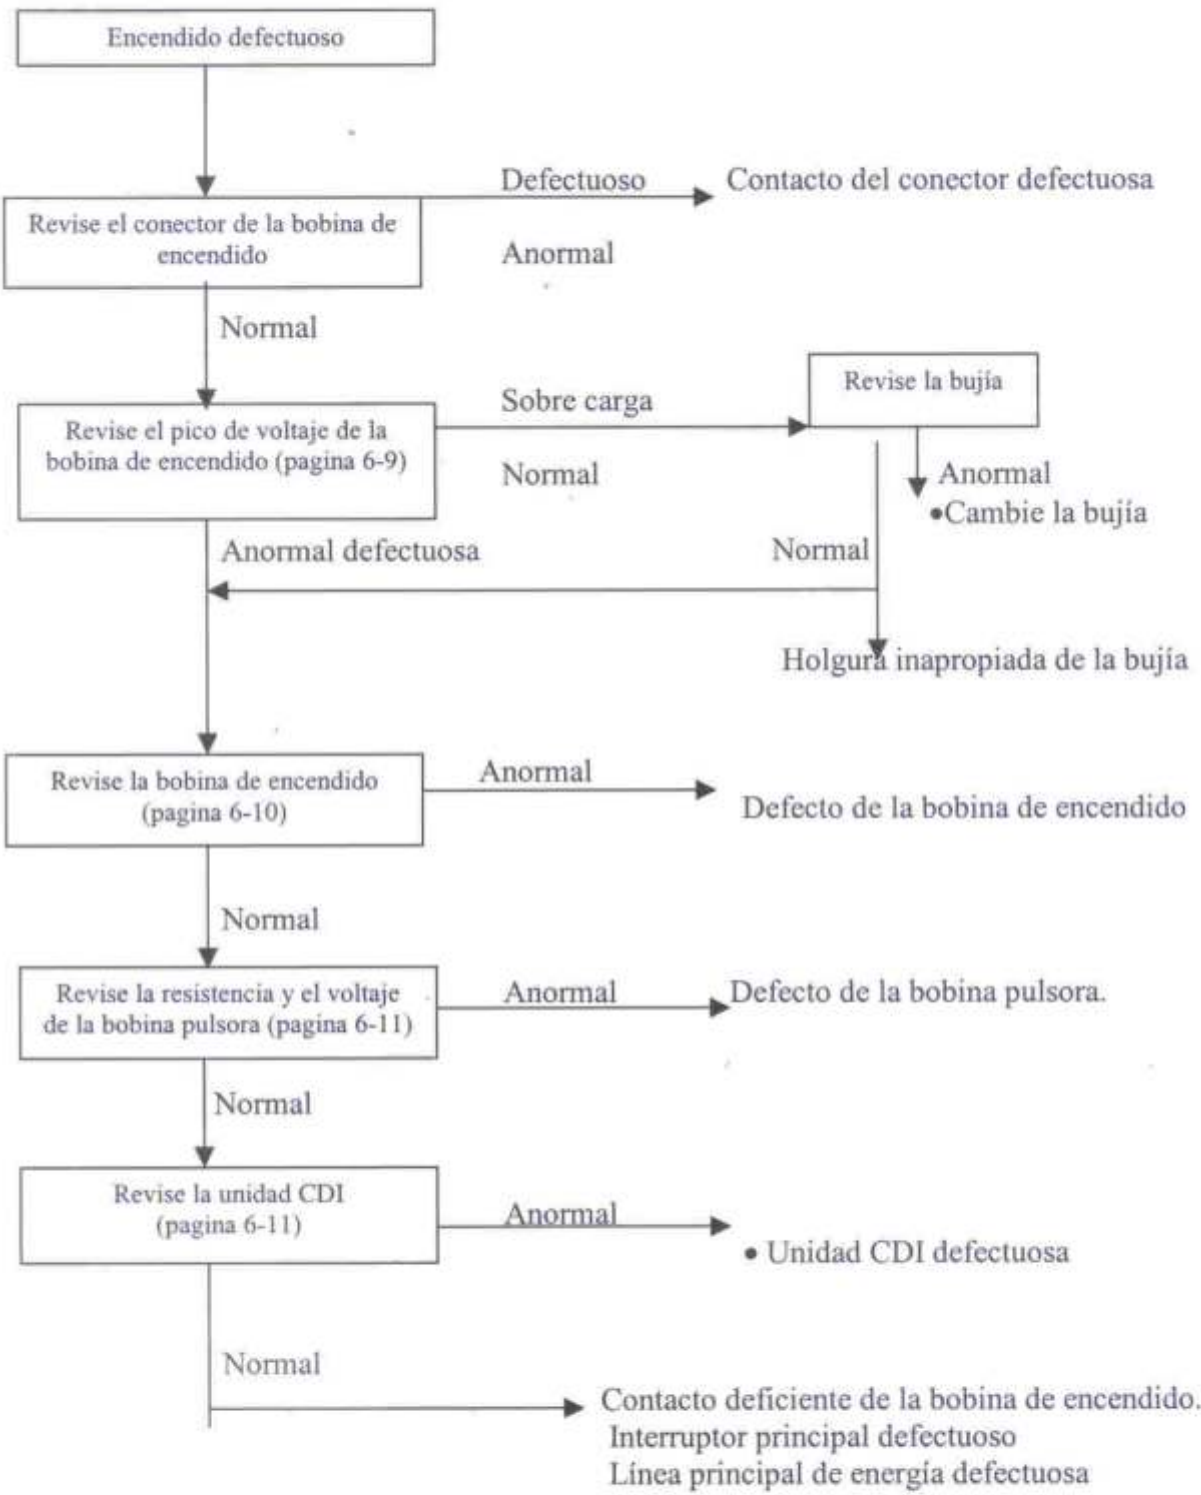 Encendido defectuoso
Defectuoso
Contacto del conector defectuosa
Revise el conector de la bobina de
encendido
Anormal
Normal
Revise la bujía
Sobre carga
Revise el pico de voltaje de la
bobina de encendido (pagina 6-9)
Normal
Anormal
•Cambie la bujía
Anormal defectuosa
Normal
Holgura inapropiada de la bujía
Revise la bobina de encendido
(pagina 6-10)
Anormal
Defecto de la bobina de encendido
Normal
Revise la resistencia y el voltaje
de la bobina pulsora (pagina 6-11)
Anormal
Defecto de la bobina pulsora.
Normal
Revise la unidad CDI
(pagina 6-11)
Anormal
• Unidad CDI defectuosa
Normal
Contacto deficiente de la bobina de encendido.
Interruptor principal defectuoso
Línea principal de energía defectuosa